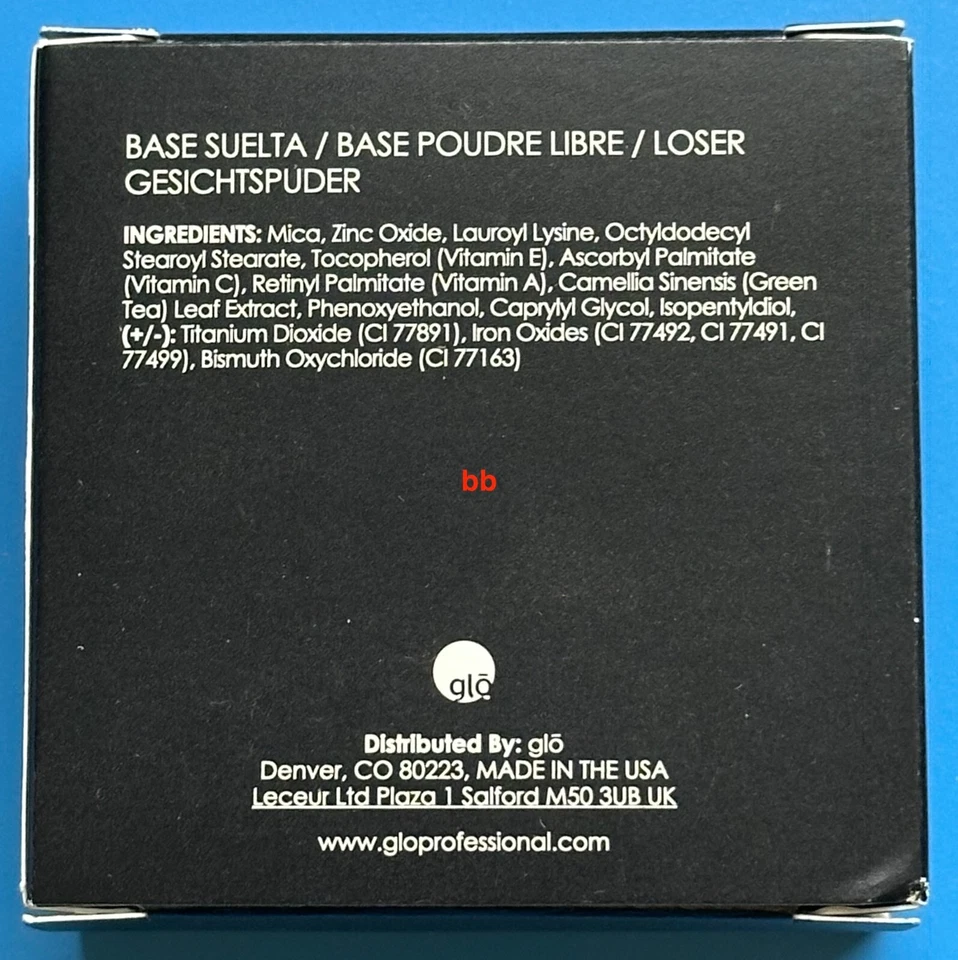 BASE SUELTA / BASE POUDRE LIBRE / LOSER
GESICHTSPÚDER
INGREDIENTS: Mica, Zinc Oxide, Lauroyl Lysine, Octyldodecyl
Stearoyl Stearate, Tocopherol (Vitamin E), Ascorbyl Palmitate
(Vitamin C), Retinyl Palmitate (Vitamin A), Camellia Sinensis (Green
Tea) Leaf Extract, Phenoxyethanol, Caprylyl Glycol, Isopentyldiol,
(+/-): Titanium Dioxide (CI 77891), Iron Oxides (CI 77492, CI 77491, CI
77499), Bismuth Oxychloride (CI 77163)
bb
glō
Distributed By: glō
Denver, CO 80223, MADE IN THE USA
Leceur Ltd Plaza 1 Salford M50 3UB UK
www.gloprofessional.com